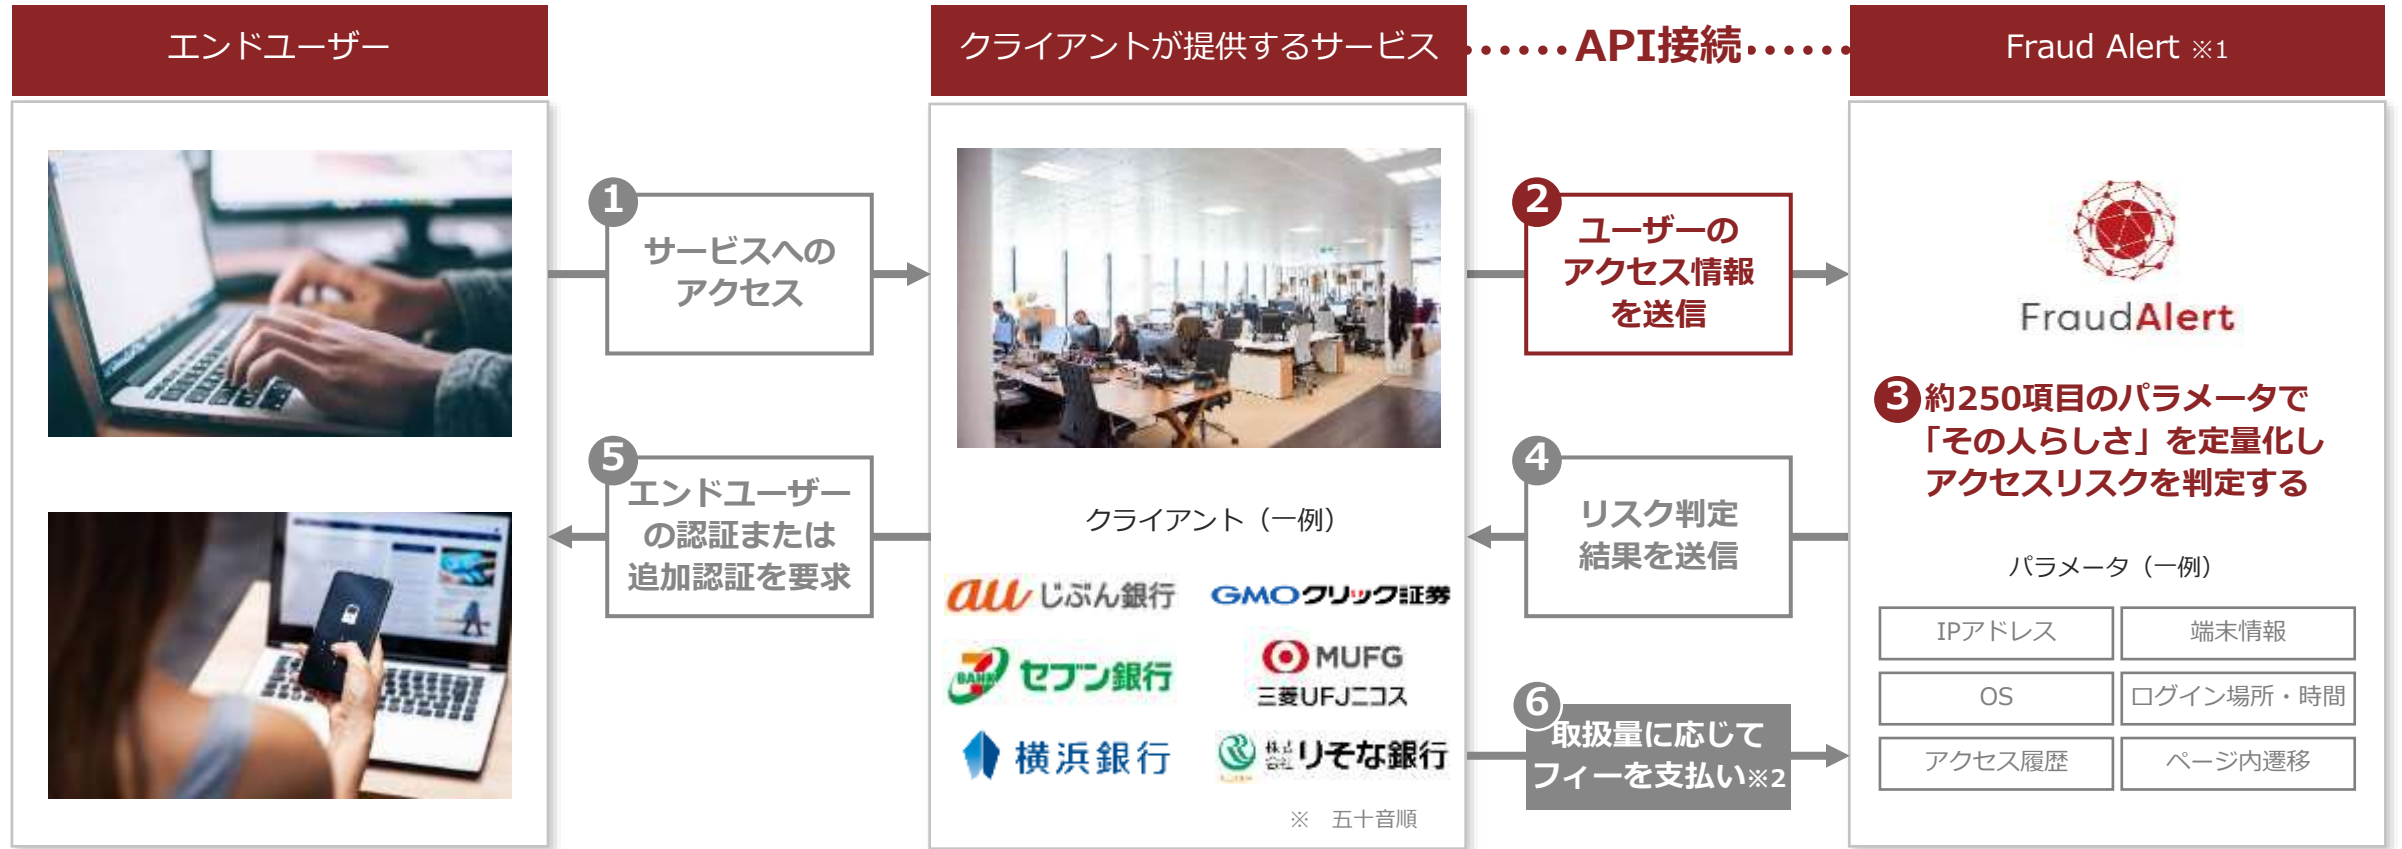 エンドユーザー
クライアントが提供するサービス
API接続
Fraud Alert ※1
1
サービスへの
アクセス
2
ユーザーの
アクセス情報
を送信
FraudAlert
3
約250項目のパラメータで
「その人らしさ」を定量化し
アクセスリスクを判定する
5
エンドユーザー
の認証または
追加認証を要求
クライアント（一例）
au じぶん銀行
GMOクリック証券
7
BANK
セブン銀行
MUFG
三菱UFJニコス
横浜銀行
株式
会社
りそな銀行
※　五十音順
4
リスク判定
結果を送信
6
取扱量に応じて
フィーを支払い※2
パラメータ（一例）
IPアドレス
端末情報
OS
ログイン場所・時間
アクセス履歴
ページ内遷移